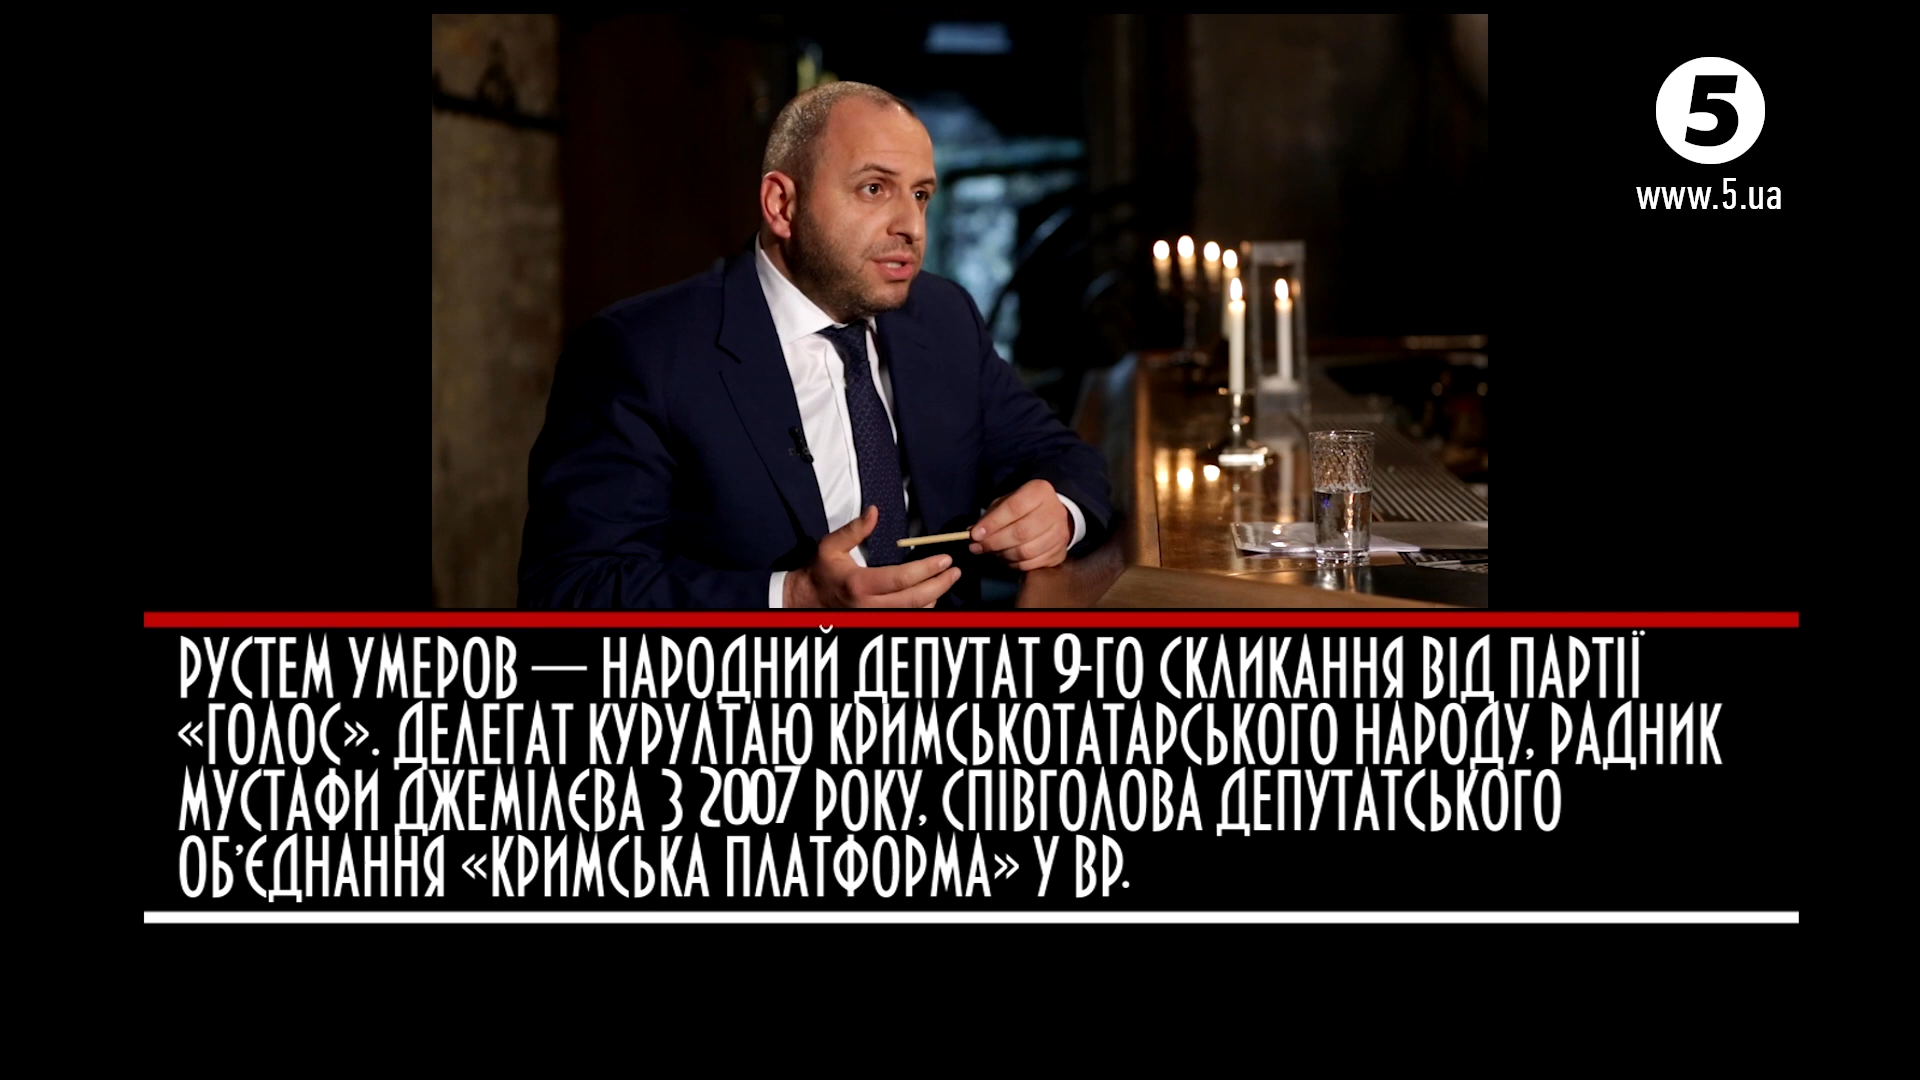 5
www.5.ua
РУСТЕМ УМЕРОВ — НАРОДНИЙ ДЕПУТАТ 9-ГО СКЛИКАННЯ ВІД ПАРТІЇ
«ГОЛОС». ДЕЛЕГАТ КУРУЛТАЮ КРИМСЬКОТАТАРСЬКОГО НАРОДУ, РАДНИК
МУСТАФИ ДЖЕМІЛЄВА З 2007 РОКУ, СПІВГОЛОВА ДЕПУТАТСЬКОГО
ОБ’ЄДНАННЯ «КРИМСЬКА ПЛАТФОРМА» У ВР.